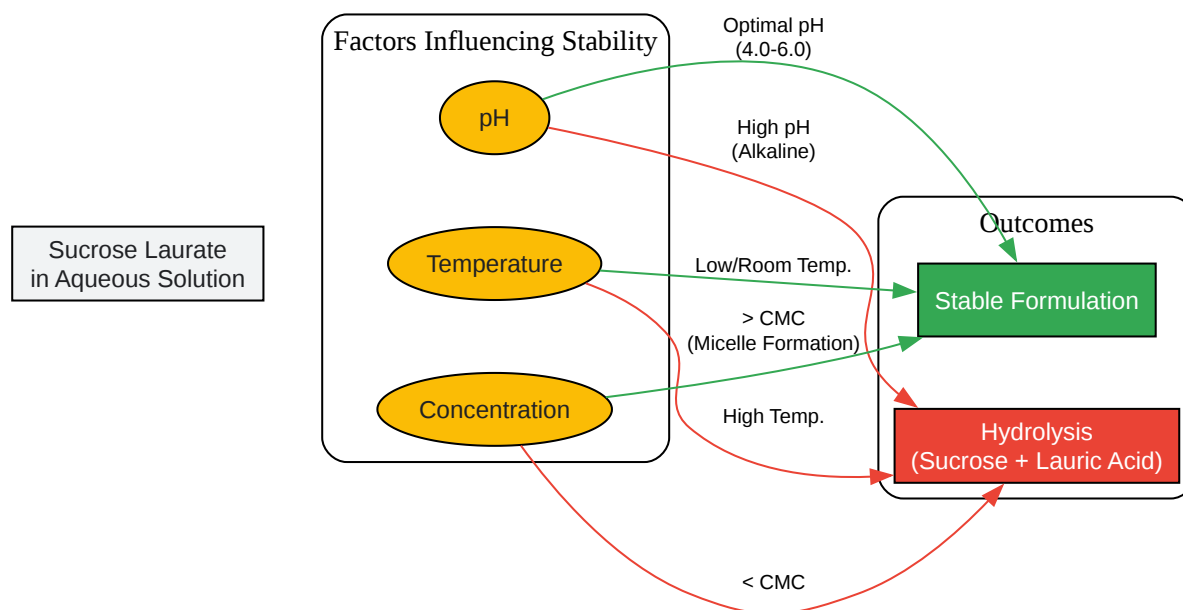 Sucrose Laurate
in Aqueous Solution
Factors Influencing Stability
pH
Temperature
Concentration
Optimal pH
(4.0-6.0)
High pH
(Alkaline)
Low/Room Temp.
> CMC
(Micelle Formation)
High Temp.
< CMC
Outcomes
Stable Formulation
Hydrolysis
(Sucrose + Lauric Acid)